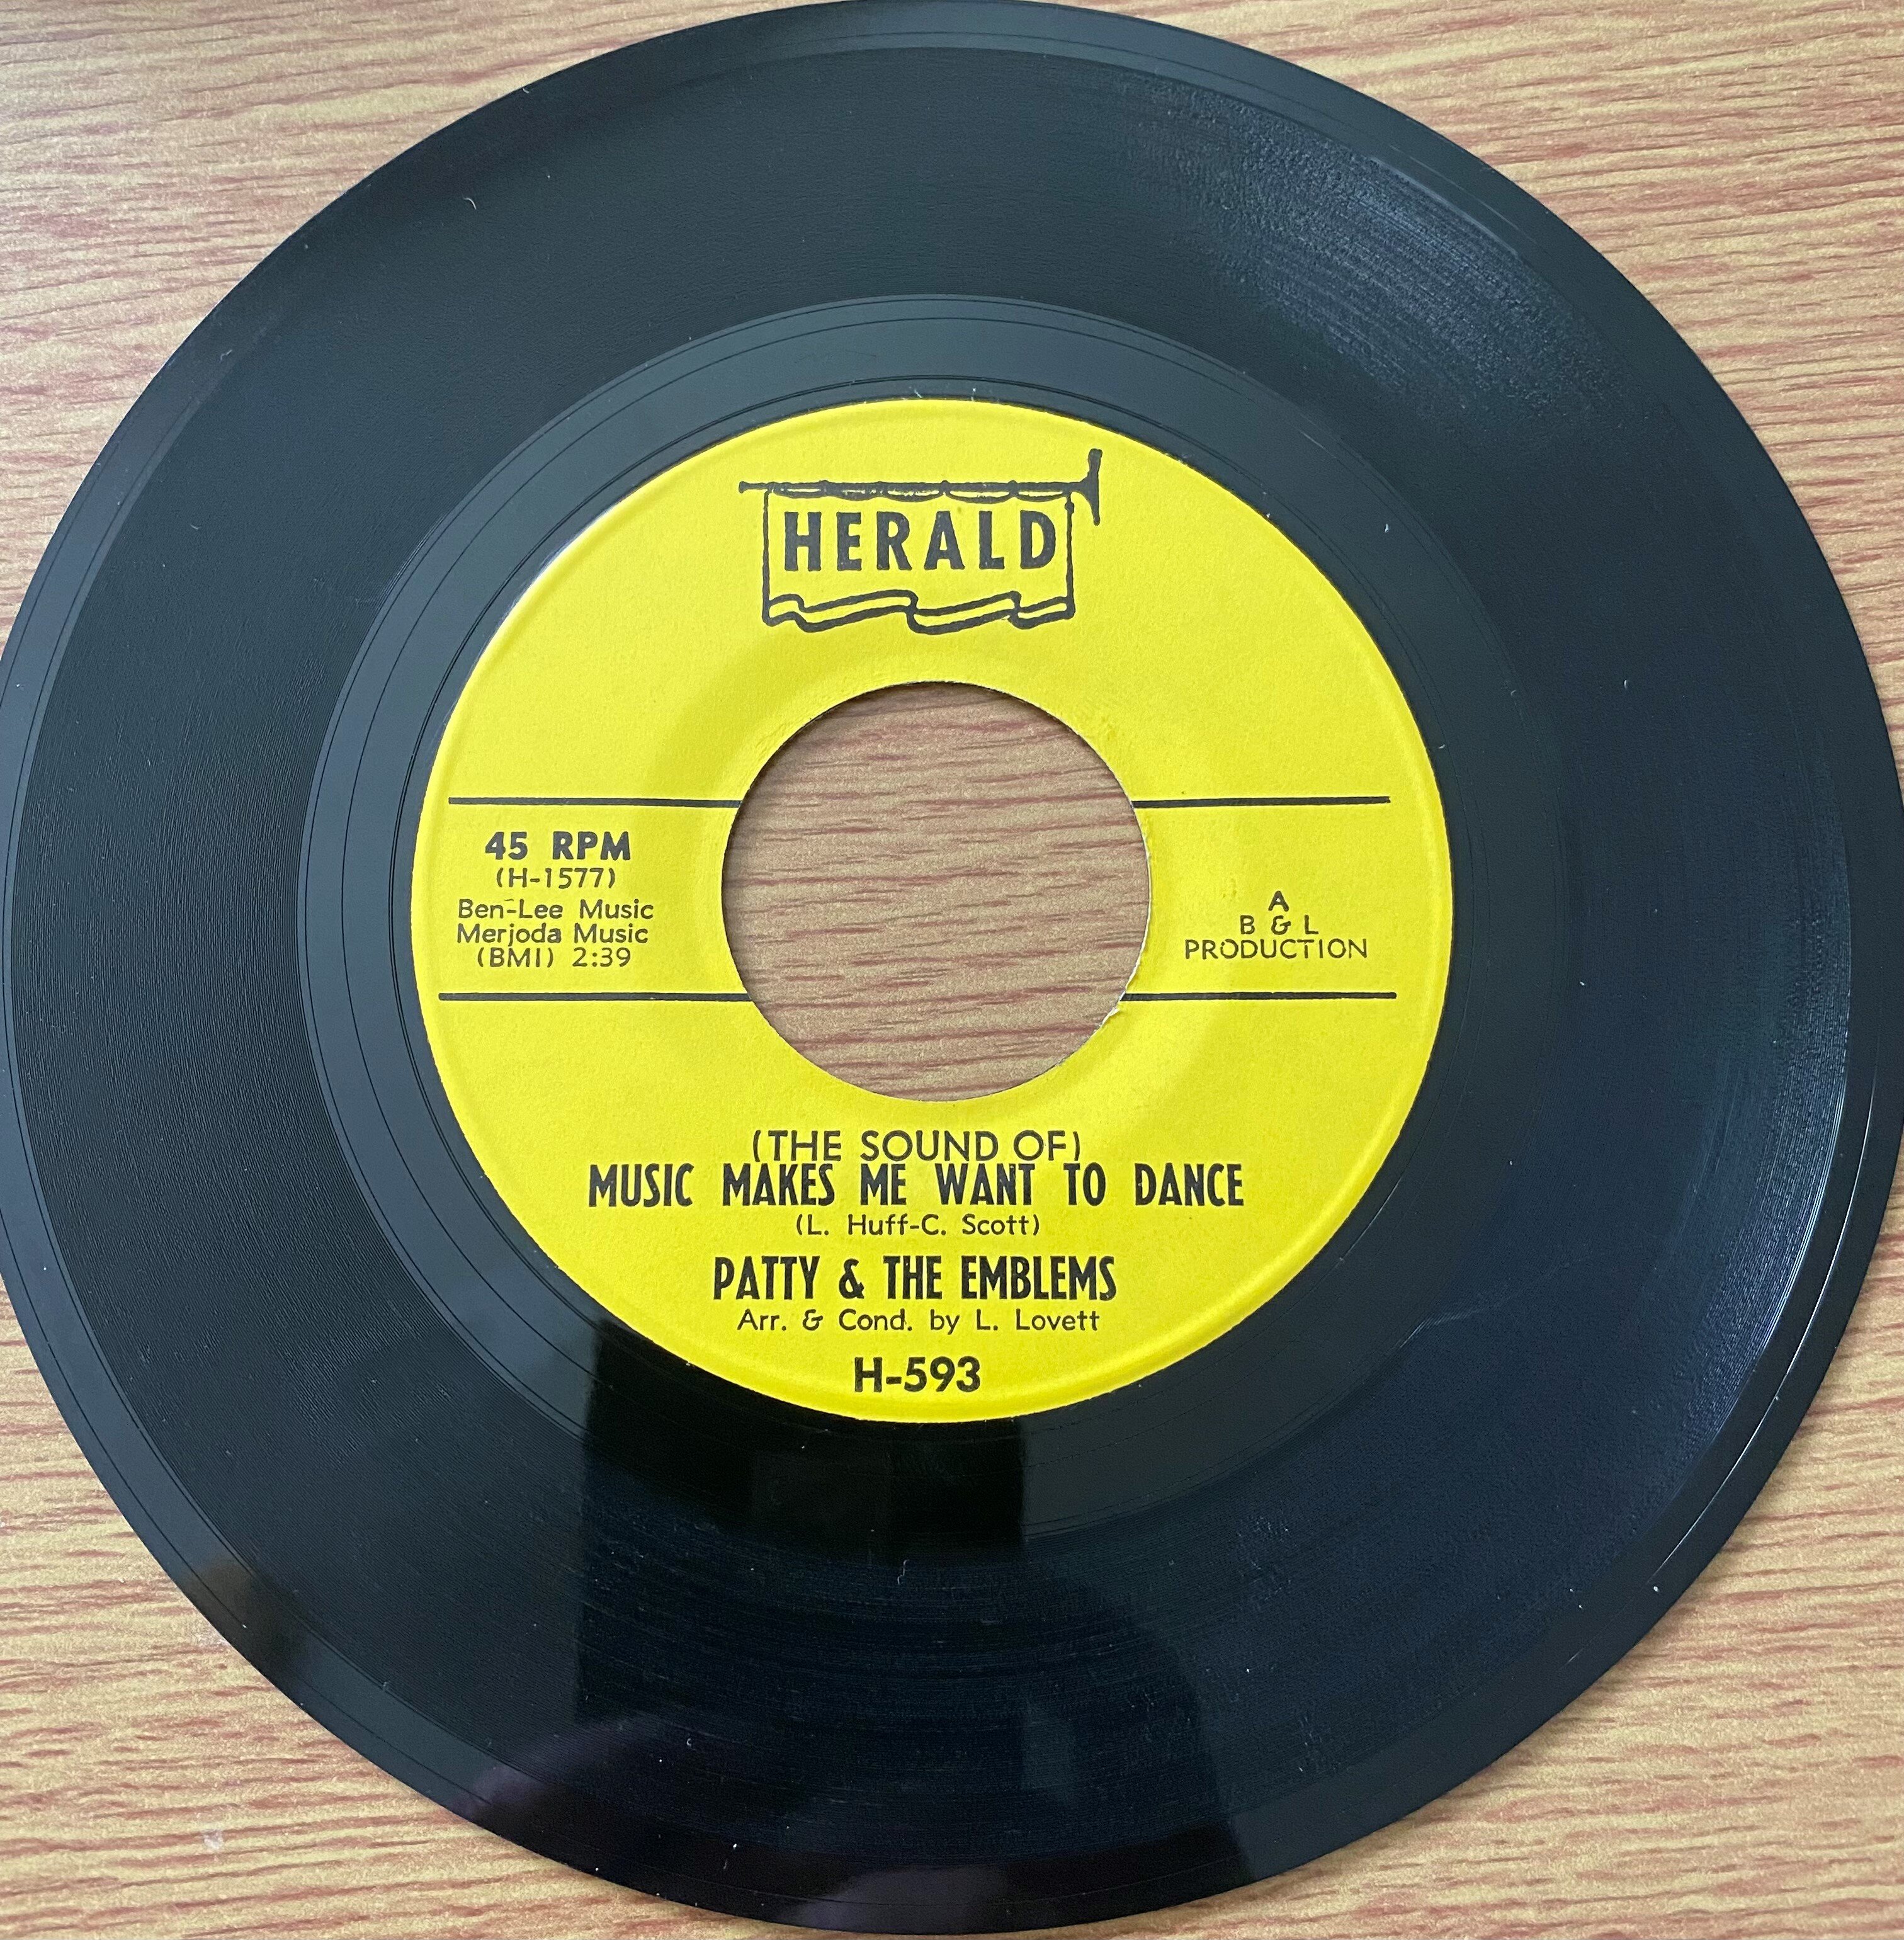 HERALD
45 RPM
(H-1577)
Ben-Lee Music
Merjoda Music
(BMI) 2:39
A
B & L
PRODUCTION
(THE SOUND OF)
MUSIC MAKES ME WANT TO DANCE
(L. Huff-C. Scott)
PATTY & THE EMBLEMS
Arr. & Cond. by L. Lovett
H-593